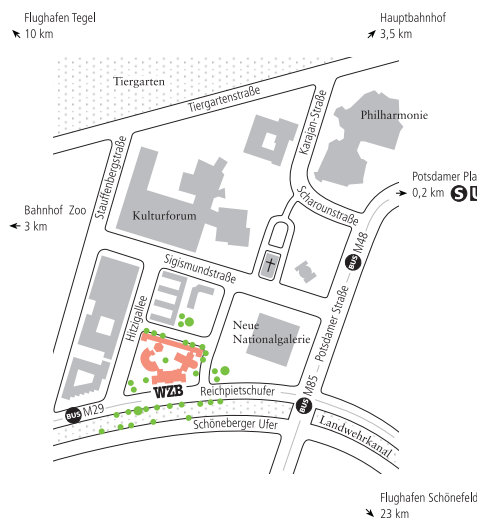 Flughafen Tegel
10 km
Hauptbahnhof
3,5 km
Tiergarten
Tiergartenstraße
Karajan-Straße
Philharmonie
Stauffenbergstraße
Potsdamer Pla
0,2 km S U
Scharounstraße
Kulturforum
Bahnhof Zoo
3 km
BUS M48
Sigismundstraße
Hitzigallee
Potsdamer Straße
Neue
Nationalgalerie
WZB
Reichpietschufer
BUS M85
BUS M29
Schöneberger Ufer
Landwehrkanal
Flughafen Schönefeld
23 km